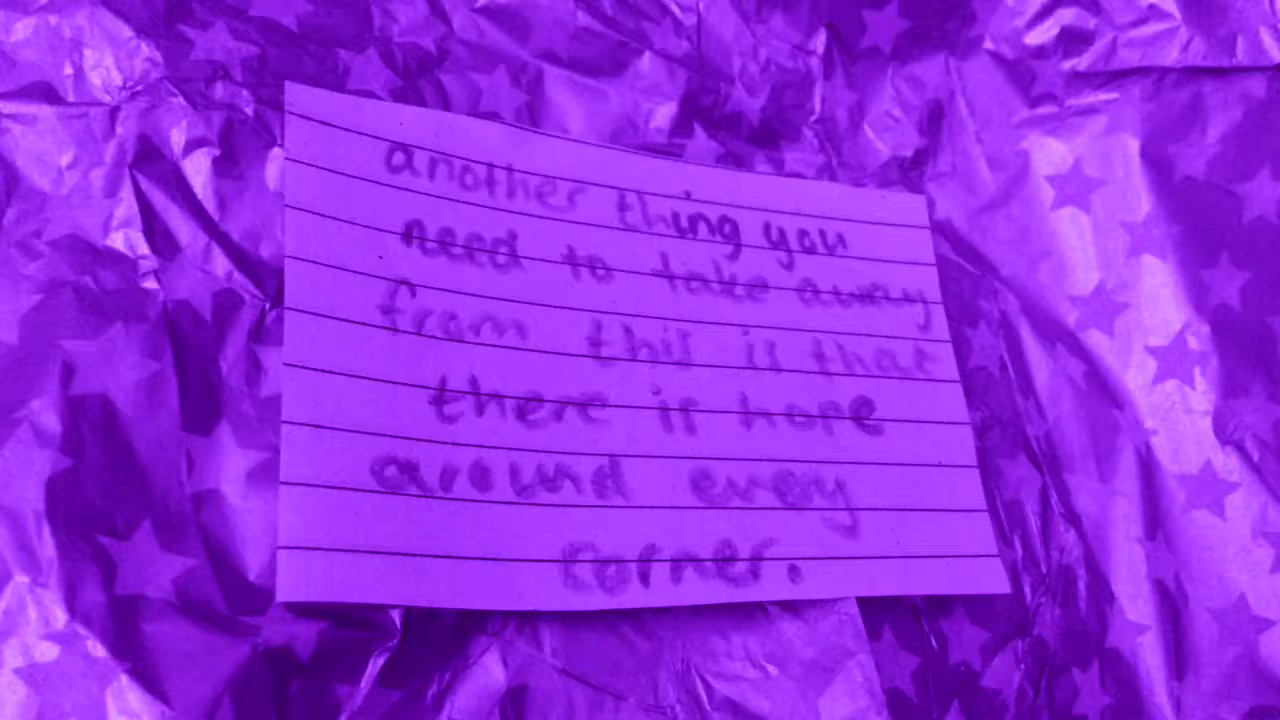 another thing you
need to take away
from this is that
there is hope
around every
corner.